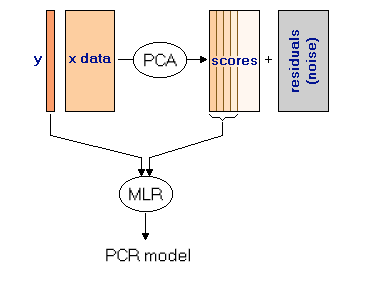 y
x data
PCA
scores
+
residuals
(noise)
MLR
PCR model